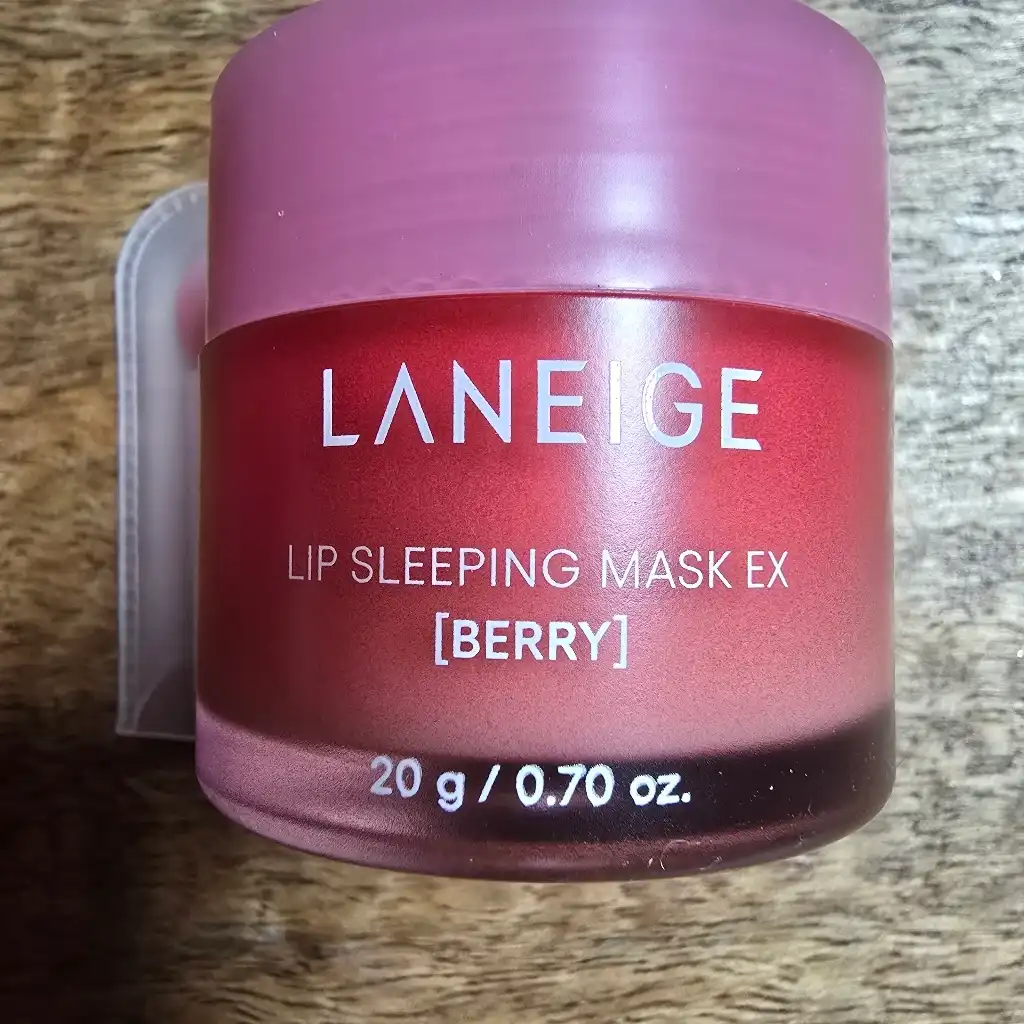 LANEIGE
LIP SLEEPING MASK EX
[BERRY]
20 g / 0.70 oz.